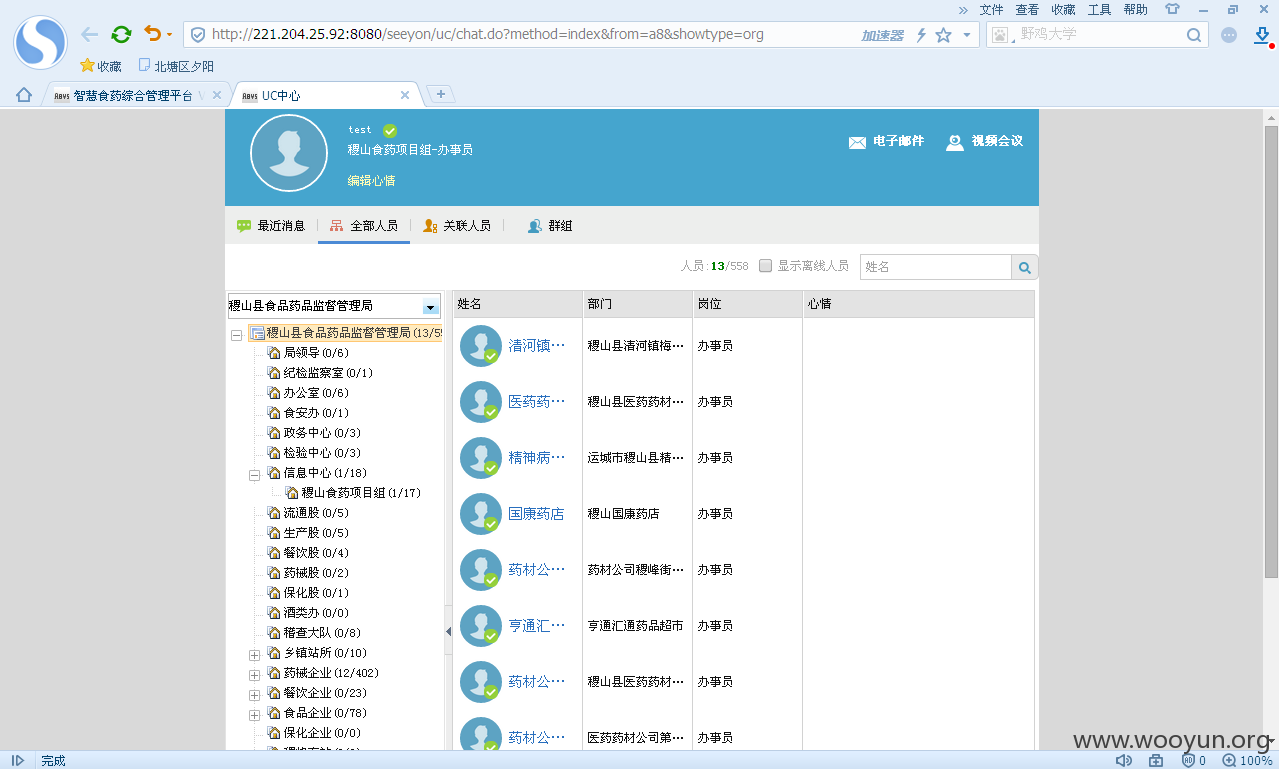 » 文件 查看 收藏 工具 帮助
http://221.204.25.92:8080/seeyon/uc/chat.do?method=index&from=a8&showtype=org
加速器
野鸡大学
收藏 北塘区夕阳
智慧食药综合管理平台 V
UC中心
test
稷山食药项目组-办事员
编辑心情
电子邮件 视频会议
最近消息 全部人员 关联人员 群组
人员:13/558 显示离线人员 姓名
稷山县食品药品监督管理局
稷山县食品药品监督管理局(13/55
局领导(0/6)
纪检监察室(0/1)
办公室(0/6)
食安办(0/1)
政务中心(0/3)
检验中心(0/3)
信息中心(1/18)
稷山食药项目组(1/17)
流通股(0/5)
生产股(0/5)
餐饮股(0/4)
药械股(0/2)
保化股(0/1)
酒类办(0/0)
稽查大队(0/8)
乡镇站所(0/10)
药械企业(12/402)
餐饮企业(0/23)
食品企业(0/78)
保化企业(0/0)
姓名 部门 岗位 心情
清河镇… 稷山县清河镇梅… 办事员
医药药… 稷山县医药药材… 办事员
精神病… 运城市稷山县精… 办事员
国康药店 稷山国康药店 办事员
药材公… 药材公司稷峰街… 办事员
亨通汇… 亨通汇通药品超市 办事员
药材公… 稷山县医药药材… 办事员
药材公… 医药药材公司第… 办事员
www.wooyun.org
完成
0
100%